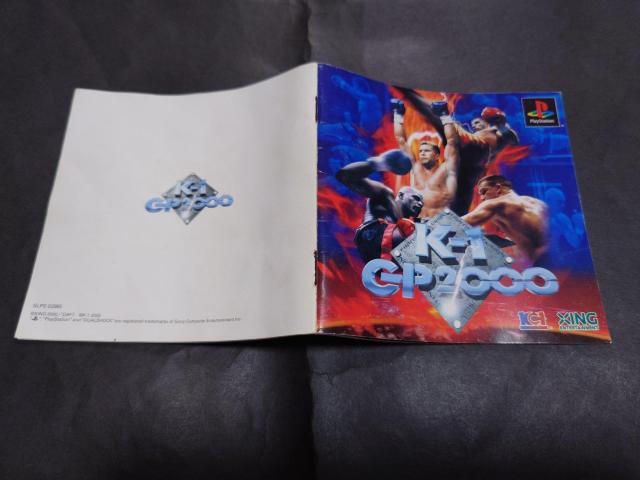 K-1
GP2000
SLPS
"PlayStation" and "DUALSHOCK" are registered trademarks of Sony Computer Entertainment Inc.
PlayStation
K-1
GP2000
XING
ENTERTAINMENT